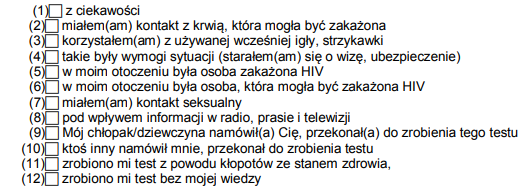 (1)☐ z ciekawości
(2)☐ miałem(am) kontakt z krwią, która mogła być zakażona
(3)☐ korzystałem(am) z używanej wcześniej igły, strzykawki
(4)☐ takie były wymogi sytuacji (starałem(am) się o wizę, ubezpieczenie)
(5)☐ w moim otoczeniu była osoba zakażona HIV
(6)☐ w moim otoczeniu była osoba, która mogła być zakażona HIV
(7)☐ miałem(am) kontakt seksualny
(8)☐ pod wpływem informacji w radio, prasie i telewizji
(9)☐ Mój chłopak/dziewczyna namówił(a) Cię, przekonał(a) do zrobienia tego testu
(10)☐ ktoś inny namówił mnie, przekonał do zrobienia testu
(11)☐ zrobiono mi test z powodu kłopotów ze stanem zdrowia,
(12)☐ zrobiono mi test bez mojej wiedzy